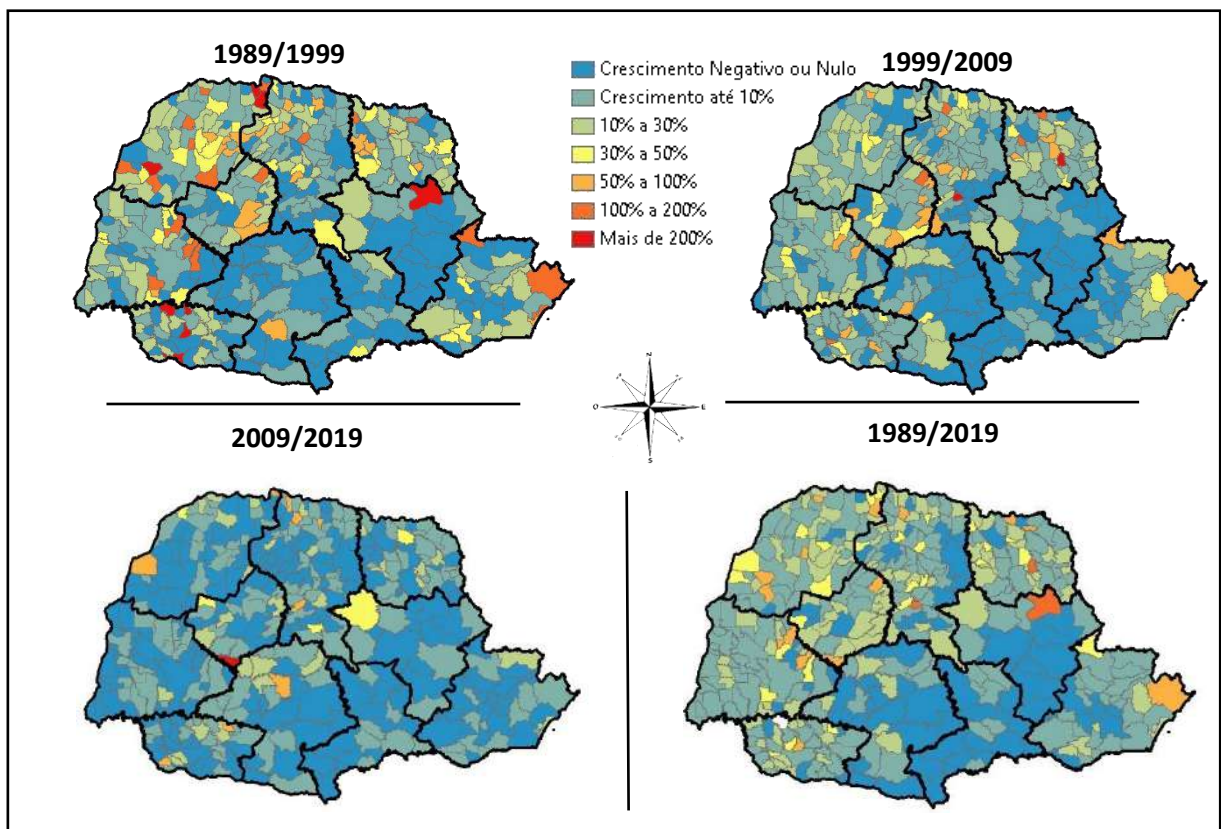 1989/1999
Crescimento Negativo ou Nulo
Crescimento até 10%
10% a 30%
30% a 50%
50% a 100%
100% a 200%
Mais de 200%
1999/2009
N
O
E
S
2009/2019
1989/2019